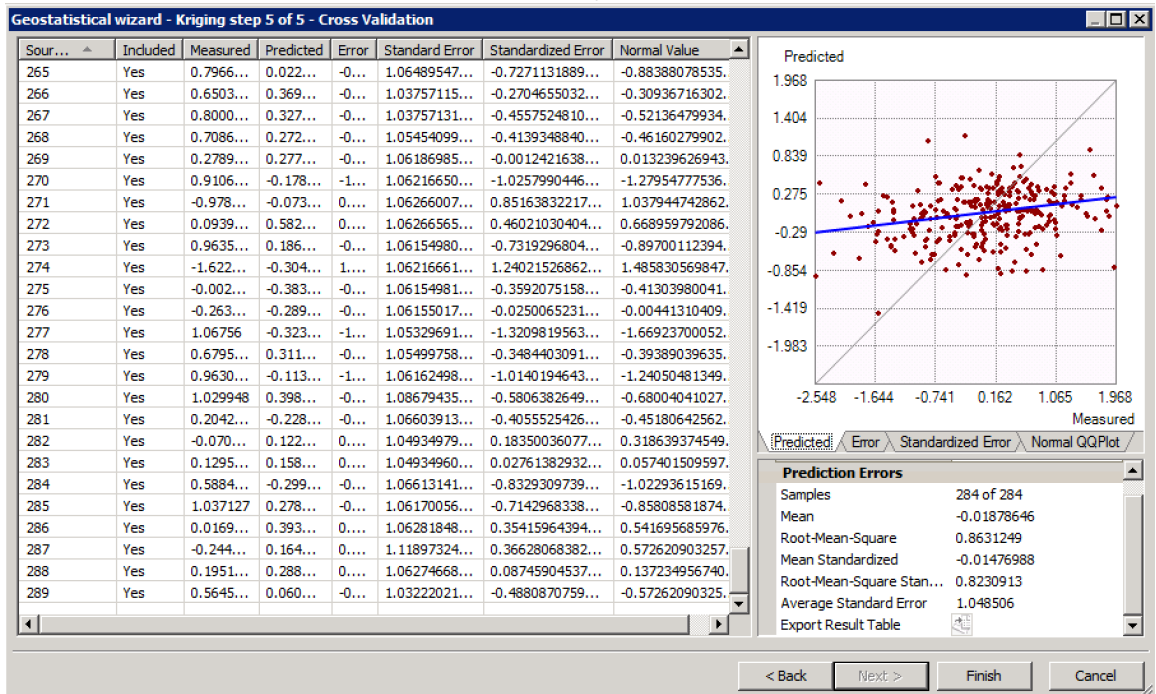 Geostatistical wizard - Kriging step 5 of 5 - Cross Validation
Sour... Included Measured Predicted Error Standard Error Standardized Error Normal Value
265 Yes 0.7966... 0.022... -0... 1.06489547... -0.7271131889... -0.88388078535...
266 Yes 0.6503... 0.369... -0... 1.03757115... -0.2704655032... -0.30936716302...
267 Yes 0.8000... 0.327... -0... 1.03757131... -0.4557524810... -0.52136479934...
268 Yes 0.7086... 0.272... -0... 1.05454099... -0.4139348840... -0.46160279902...
269 Yes 0.2789... 0.277... -0... 1.06186985... -0.0012421638... 0.013239626943...
270 Yes 0.9106... -0.178... -1... 1.06216650... -1.0257990446... -1.27954777536...
271 Yes -0.978... -0.073... 0.... 1.06266007... 0.85163832217... 1.037944742862...
272 Yes 0.0939... 0.582... 0.... 1.06266565... 0.46021030404... 0.668959792086...
273 Yes 0.9635... 0.186... -0... 1.06154980... -0.7319296804... -0.89700112394...
274 Yes -1.622... -0.304... 1.... 1.06216661... 1.24021526862... 1.485830569847...
275 Yes -0.002... -0.383... -0... 1.06154981... -0.3592075158... -0.41303980041...
276 Yes -0.263... -0.289... -0... 1.06155017... -0.0250065231... -0.00441310409...
277 Yes 1.06756 -0.323... -1... 1.05329691... -1.3209819563... -1.66923700052...
278 Yes 0.6795... 0.311... -0... 1.05499758... -0.3484403091... -0.39389039635...
279 Yes 0.9630... -0.113... -1... 1.06162498... -1.0140194643... -1.24050481349...
280 Yes 1.029948 0.398... -0... 1.08679435... -0.5806382649... -0.68004041027...
281 Yes 0.2042... -0.228... -0... 1.06603913... -0.4055525426... -0.45180642562...
282 Yes -0.070... 0.122... 0.... 1.04934979... 0.18350036077... 0.318639374549...
283 Yes 0.1295... 0.158... 0.... 1.04934960... 0.02761382932... 0.057401509597...
284 Yes 0.5884... -0.299... -0... 1.06613141... -0.8329309739... -1.02293615169...
285 Yes 1.037127 0.278... -0... 1.06170056... -0.7142968338... -0.85808581874...
286 Yes 0.0169... 0.393... 0.... 1.06281848... 0.35415964394... 0.541695685976...
287 Yes -0.244... 0.164... 0.... 1.11897324... 0.36628068382... 0.572620903257...
288 Yes 0.1951... 0.288... 0.... 1.06274668... 0.08745904537... 0.137234956740...
289 Yes 0.5645... 0.060... -0... 1.03222021... -0.4880870759... -0.57262090325...
Predicted
1.968
1.404
0.839
0.275
-0.29
-0.854
-1.419
-1.983
-2.548 -1.644 -0.741 0.162 1.065 1.968
Measured
Predicted Error Standardized Error Normal QQPlot
Prediction Errors
Samples 284 of 284
Mean -0.01878646
Root-Mean-Square 0.8631249
Mean Standardized -0.01476988
Root-Mean-Square Stan... 0.8230913
Average Standard Error 1.048506
Export Result Table
< Back Next > Finish Cancel